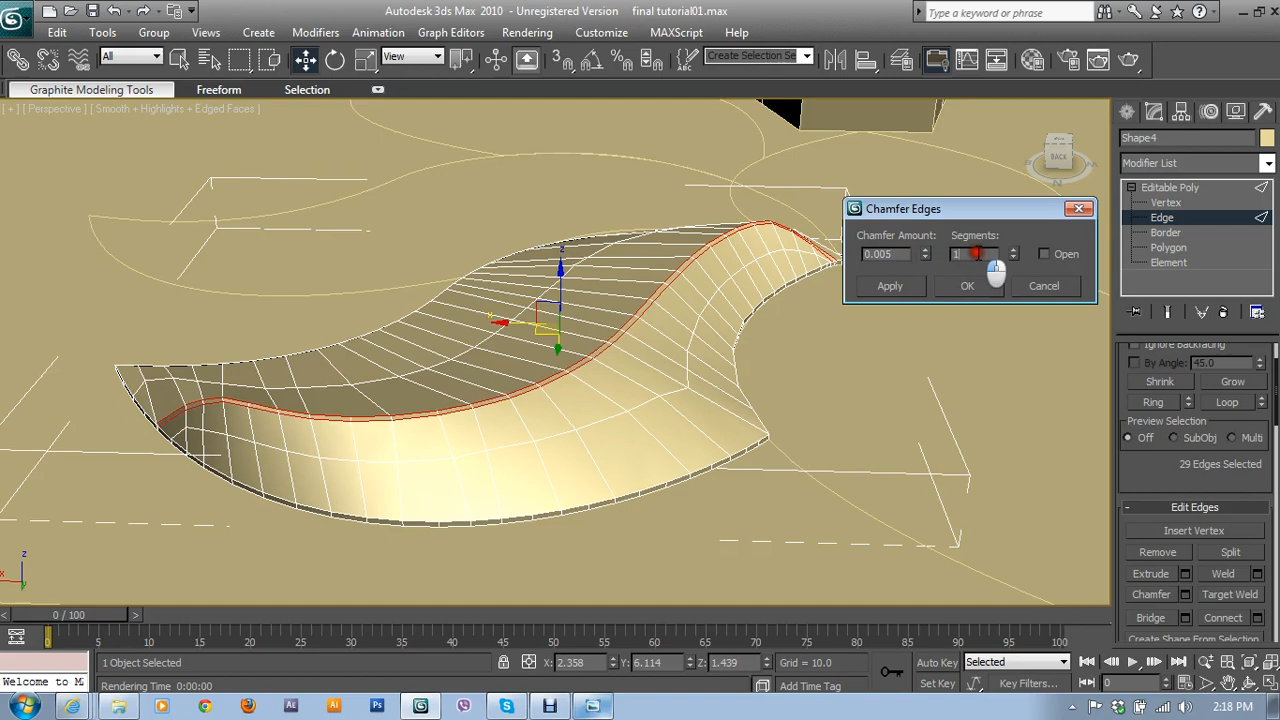 Autodesk 3ds Max 2010 - Unregistered Version final tutorial01.max
Type a keyword or phrase
Edit Tools Group Views Create Modifiers Animation Graph Editors Rendering Customize MAXScript Help
All
View
Create Selection Se
Graphite Modeling Tools Freeform Selection
[ + ] [ Perspective ] [ Smooth + Highlights + Edged Faces ]
BACK
N
Shape4
Modifier List
Editable Poly
Vertex
Edge
Border
Polygon
Element
Chamfer Edges
Chamfer Amount: Segments:
0.005 1 Open
Apply OK Cancel
z
x
Ignore Backfacing
By Angle: 45.0
Shrink Grow
Ring Loop
Preview Selection
Off SubObj Multi
29 Edges Selected
- Edit Edges
Insert Vertex
Remove Split
Extrude Weld
Chamfer Target Weld
Bridge Connect
Create Shape From Selection
z
x
0 / 100
0 5 10 15 20 25 30 35 40 45 50 55 60 65 70 75 80 85 90 95 100
1 Object Selected
X: 2.358 Y: 6.114 Z: 1.439 Grid = 10.0
Auto Key Selected
Welcome to M
Rendering Time 0:00:00
Add Time Tag
Set Key Key Filters...
0
2:18 PM